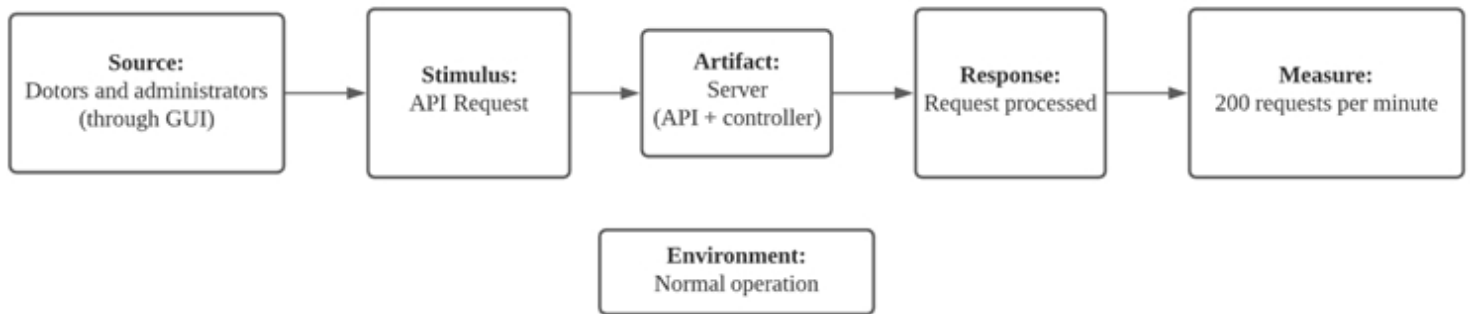 Source:
Dotors and administrators
(through GUI)
Stimulus:
API Request
Artifact:
Server
(API + controller)
Response:
Request processed
Measure:
200 requests per minute
Environment:
Normal operation